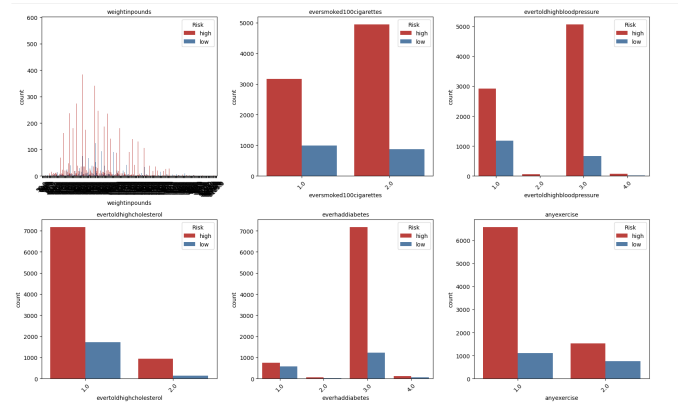 weightinpounds
600
500
400
300
200
100
0
count
Risk
high
low
weightinpounds
eversmoked100cigarettes
5000
4000
3000
2000
1000
0
count
Risk
high
low
1.0
2.0
eversmoked100cigarettes
evertoldhighbloodpressure
5000
4000
3000
2000
1000
0
count
Risk
high
low
1.0
2.0
3.0
4.0
evertoldhighbloodpressure
evertoldhighcholesterol
7000
6000
5000
4000
3000
2000
1000
0
count
Risk
high
low
1.0
2.0
evertoldhighcholesterol
everhaddiabetes
7000
6000
5000
4000
3000
2000
1000
0
count
Risk
high
low
1.0
2.0
3.0
4.0
everhaddiabetes
anyexercise
6000
5000
4000
3000
2000
1000
0
count
Risk
high
low
1.0
2.0
anyexercise